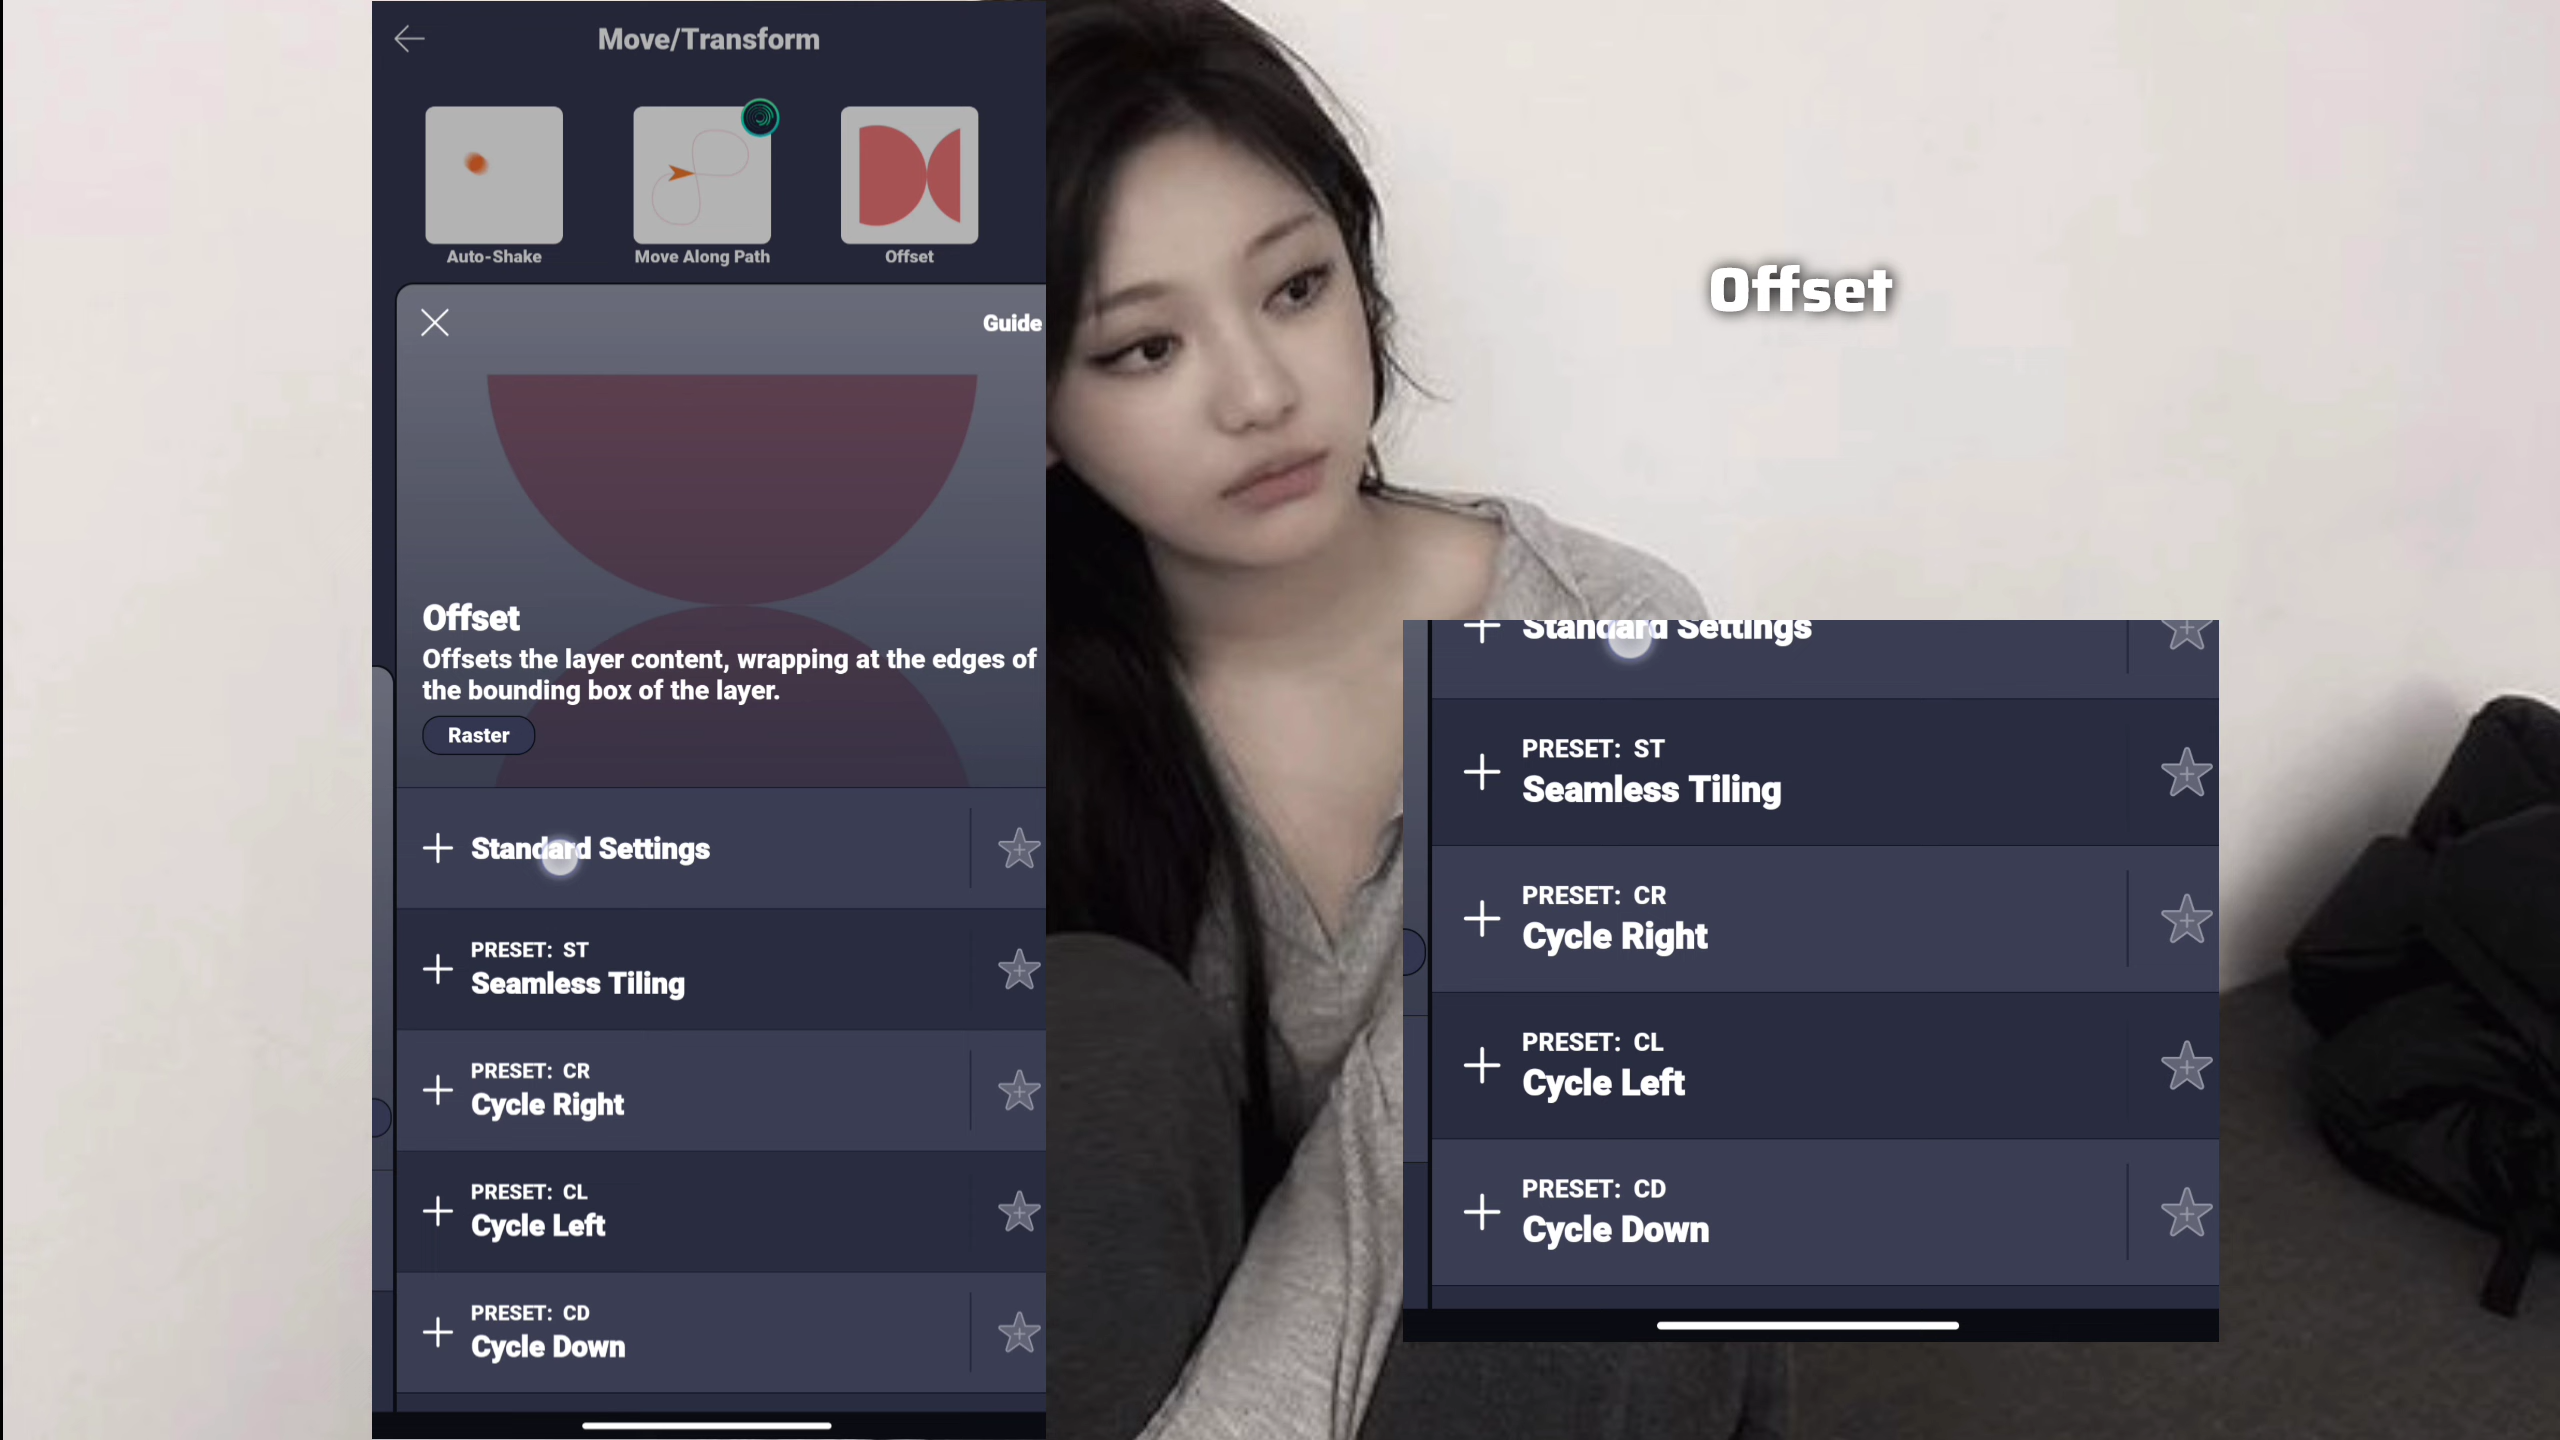 Move/Transform
Auto-Shake
Move Along Path
Offset
Guide
Offset
Offsets the layer content, wrapping at the edges of
the bounding box of the layer.
Raster
Standard Settings
PRESET: ST
Seamless Tiling
PRESET: CR
Cycle Right
PRESET: CL
Cycle Left
PRESET: CD
Cycle Down
Offset
Standard Settings
PRESET: ST
Seamless Tiling
PRESET: CR
Cycle Right
PRESET: CL
Cycle Left
PRESET: CD
Cycle Down